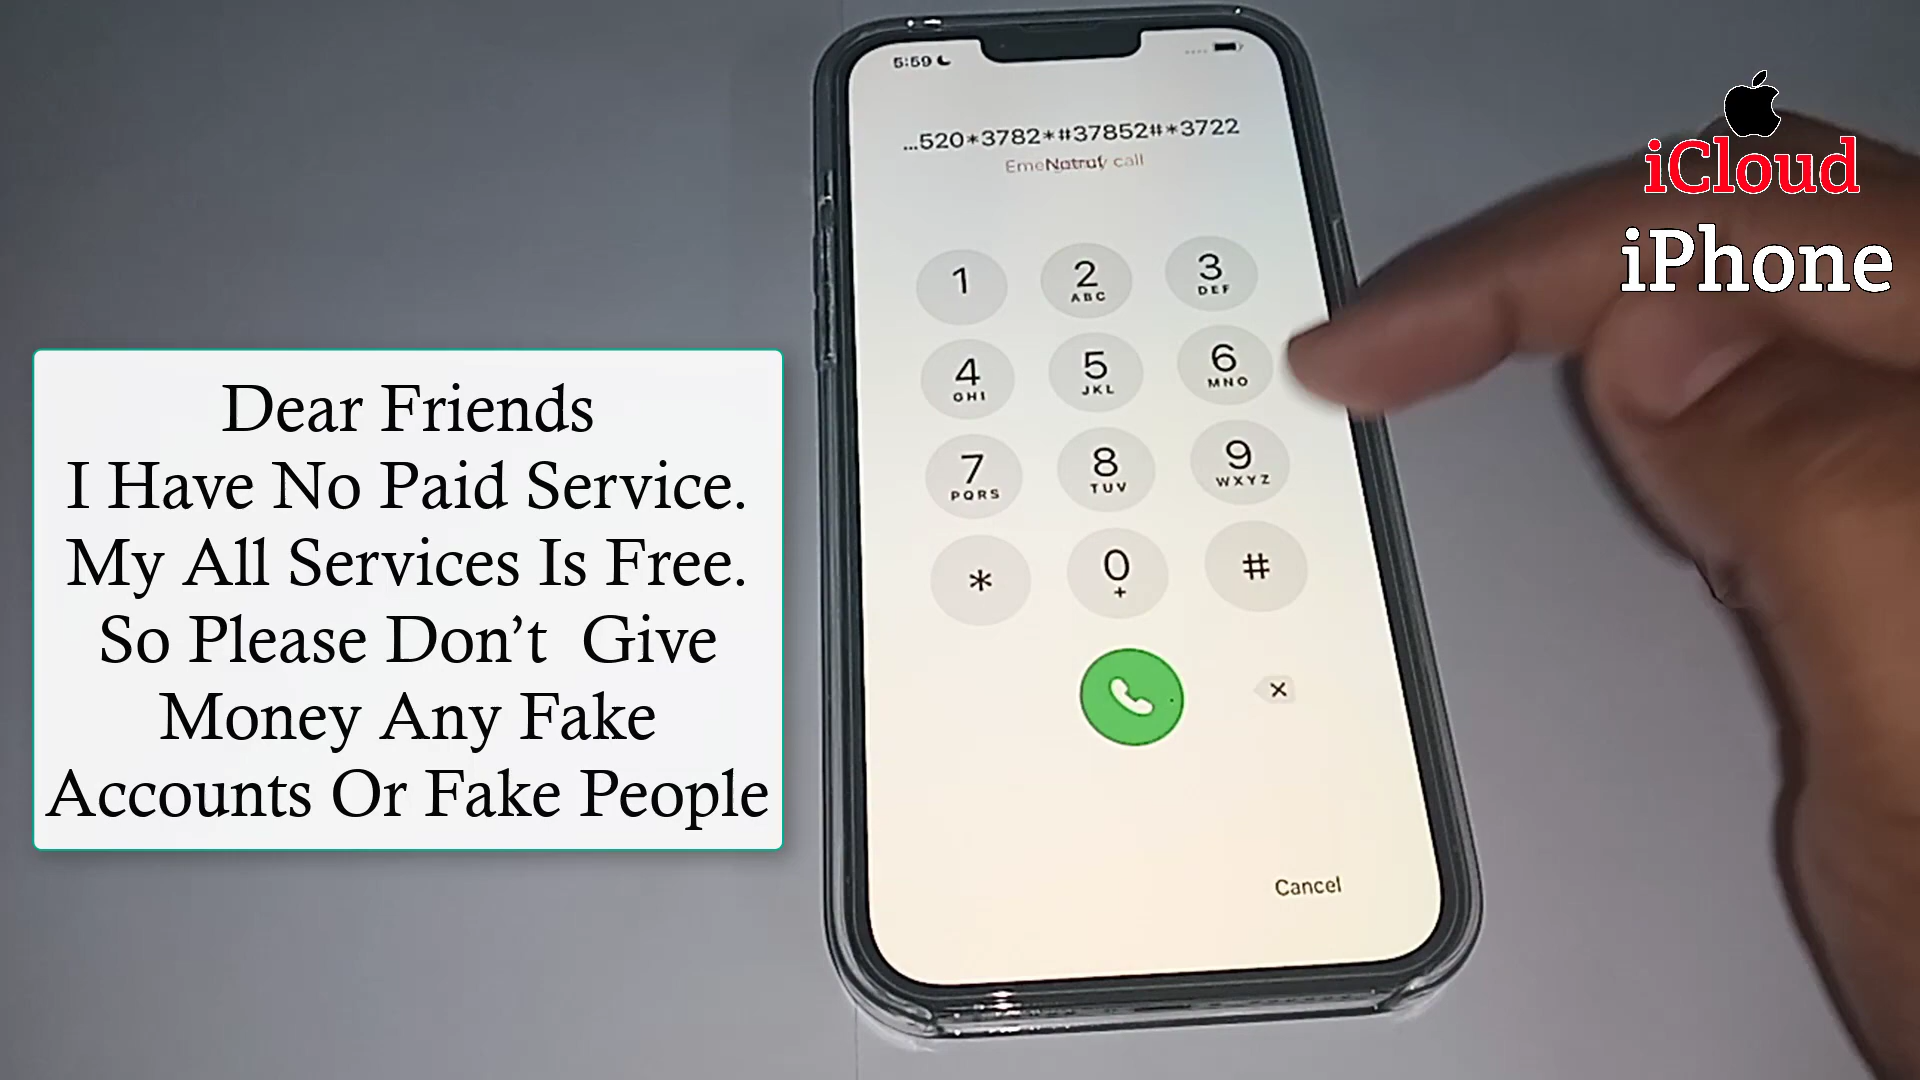 5:59
...520*3782*#37852#*3722
1
2
ABC
3
DEF
4
GHI
5
JKL
6
MNO
7
PQRS
8
TUV
9
WXYZ
*
0
+
#
Cancel
iCloud
iPhone
Dear Friends
I Have No Paid Service.
My All Services Is Free.
So Please Don’t Give
Money Any Fake
Accounts Or Fake People